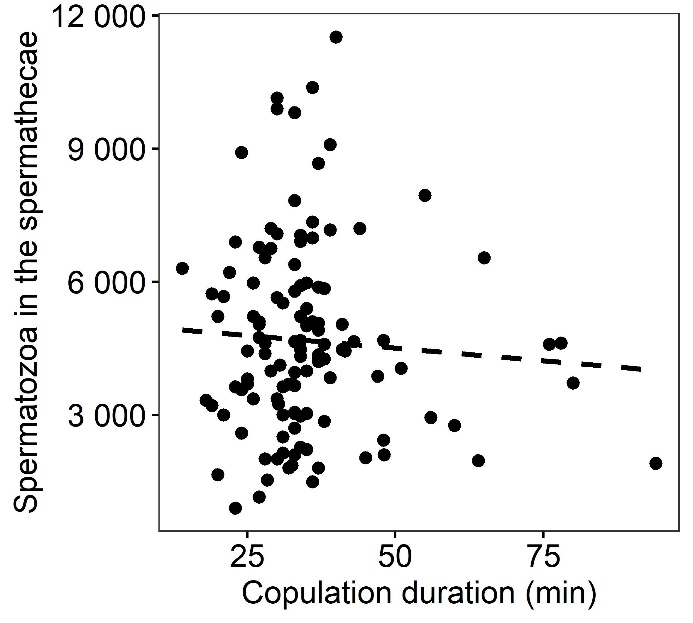 Spermatozoa in the spermathecae
12 000
9 000
6 000
3 000
25 50 75
Copulation duration (min)